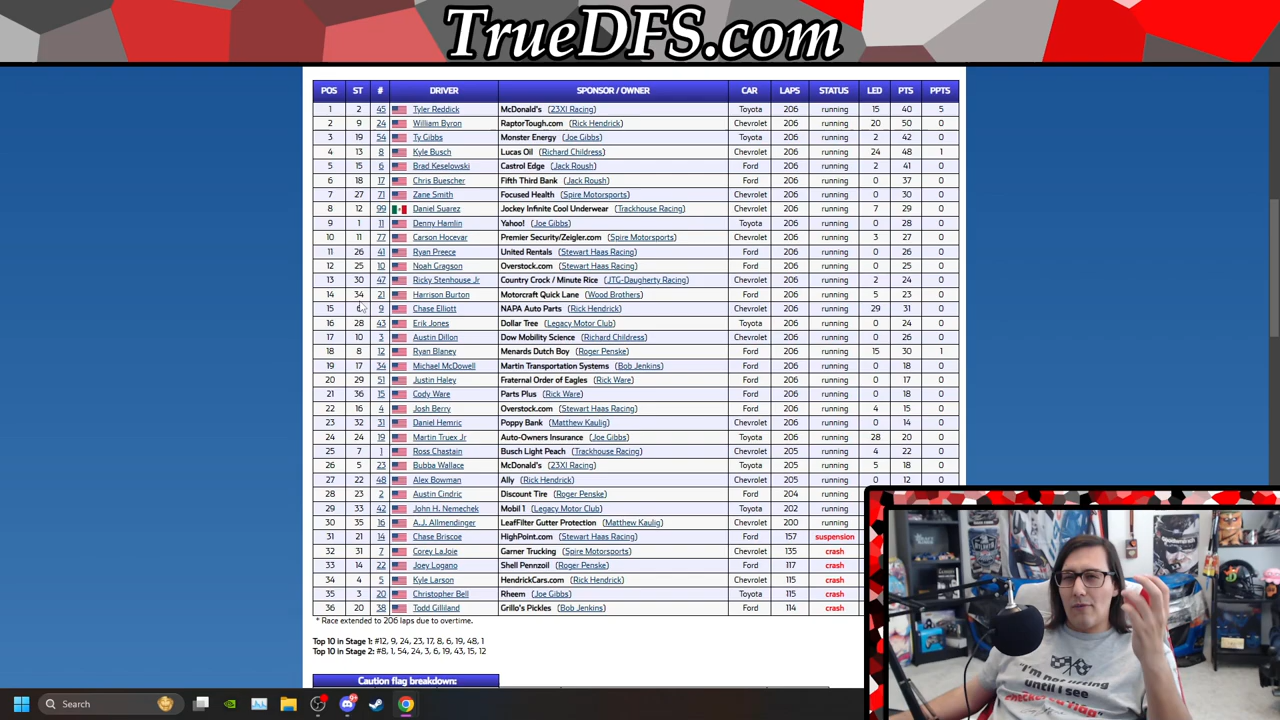 TrueDFS.com
POS ST # DRIVER SPONSOR / OWNER CAR LAPS STATUS LED PTS PPTS
1 2 45 Tyler Reddick McDonald's (23XI Racing) Toyota 206 running 15 40 5
2 9 24 William Byron RaptorTough.com (Rick Hendrick) Chevrolet 206 running 20 50 0
3 19 54 Ty Gibbs Monster Energy (Joe Gibbs) Toyota 206 running 2 42 0
4 13 8 Kyle Busch Lucas Oil (Richard Childress) Chevrolet 206 running 24 48 1
5 15 6 Brad Keselowski Castrol Edge (Jack Roush) Ford 206 running 2 41 0
6 18 17 Chris Buescher Fifth Third Bank (Jack Roush) Ford 206 running 0 37 0
7 27 71 Zane Smith Focused Health (Spire Motorsports) Chevrolet 206 running 0 30 0
8 12 99 Daniel Suarez Jockey Infinite Cool Underwear (Trackhouse Racing) Chevrolet 206 running 7 29 0
9 1 11 Denny Hamlin Yahoo! (Joe Gibbs) Toyota 206 running 0 28 0
10 11 77 Carson Hocevar Premier Security/Zeigler.com (Spire Motorsports) Chevrolet 206 running 3 27 0
11 26 41 Ryan Preece United Rentals (Stewart Haas Racing) Ford 206 running 0 26 0
12 25 10 Noah Gragson Overstock.com (Stewart Haas Racing) Ford 206 running 0 25 0
13 30 47 Ricky Stenhouse Jr Country Crock / Minute Rice (JTG-Daugherty Racing) Chevrolet 206 running 2 24 0
14 34 21 Harrison Burton Motorcraft Quick Lane (Wood Brothers) Ford 206 running 5 23 0
15 6 9 Chase Elliott NAPA Auto Parts (Rick Hendrick) Chevrolet 206 running 29 31 0
16 28 43 Erik Jones Dollar Tree (Legacy Motor Club) Toyota 206 running 0 24 0
17 10 3 Austin Dillon Dow Mobility Science (Richard Childress) Chevrolet 206 running 0 26 0
18 8 12 Ryan Blaney Menards Dutch Boy (Roger Penske) Ford 206 running 15 30 1
19 17 34 Michael McDowell Martin Transportation Systems (Bob Jenkins) Ford 206 running 0 18 0
20 29 51 Justin Haley Fraternal Order of Eagles (Rick Ware) Ford 206 running 0 17 0
21 36 15 Cody Ware Parts Plus (Rick Ware) Ford 206 running 0 18 0
22 16 4 Josh Berry Overstock.com (Stewart Haas Racing) Ford 206 running 4 15 0
23 32 31 Daniel Hemric Poppy Bank (Matthew Kaulig) Chevrolet 206 running 0 14 0
24 24 19 Martin Truex Jr Auto-Owners Insurance (Joe Gibbs) Toyota 206 running 28 20 0
25 7 1 Ross Chastain Busch Light Peach (Trackhouse Racing) Chevrolet 205 running 4 22 0
26 5 23 Bubba Wallace McDonald's (23XI Racing) Toyota 205 running 5 18 0
27 22 48 Alex Bowman Ally (Rick Hendrick) Chevrolet 205 running 0 12 0
28 23 2 Austin Cindric Discount Tire (Roger Penske) Ford 204 running
29 33 42 John H. Nemechek Mobil 1 (Legacy Motor Club) Toyota 202 running
30 35 16 A.J. Allmendinger LeafFilter Gutter Protection (Matthew Kaulig) Chevrolet 200 running
31 21 14 Chase Briscoe HighPoint.com (Stewart Haas Racing) Ford 157 suspension
32 31 7 Corey LaJoie Garner Trucking (Spire Motorsports) Chevrolet 135 crash
33 14 22 Joey Logano Shell Pennzoil (Roger Penske) Ford 117 crash
34 4 5 Kyle Larson HendrickCars.com (Rick Hendrick) Chevrolet 115 crash
35 3 20 Christopher Bell Rheem (Joe Gibbs) Toyota 115 crash
36 20 38 Todd Gilliland Grillo's Pickles (Bob Jenkins) Ford 114 crash
* Race extended to 206 laps due to overtime.
Top 10 in Stage 1: #12, 9, 24, 23, 17, 8, 6, 19, 48, 1
Top 10 in Stage 2: #8, 1, 54, 24, 3, 6, 19, 43, 15, 12
Caution flag breakdown:
"I'm not lifting
until I see
checkered flag"
Search